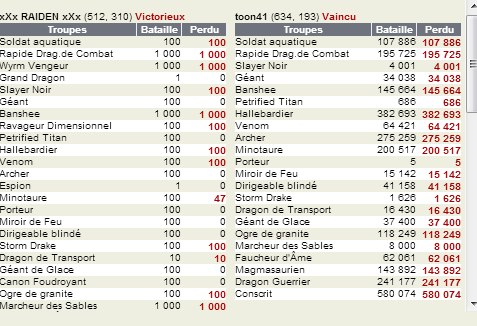 xXx RAIDEN xXx (512, 310) Victorieux
Troupes Bataille Perdu
Soldat aquatique 100 100
Rapide Drag.de Combat 1 000 1 000
Wyrm Vengeur 1 000 1 000
Grand Dragon 1 0
Slayer Noir 100 100
Géant 100 0
Banshee 1 000 1 000
Ravageur Dimensionnel 100 100
Petrified Titan 100 0
Hallebardier 100 100
Venom 100 100
Archer 100 0
Espion 1 0
Minotaure 100 47
Porteur 100 0
Miroir de Feu 100 0
Dirigeable blindé 100 0
Storm Drake 100 100
Dragon de Transport 10 10
Géant de Glace 100 0
Canon Foudroyant 100 0
Ogre de granite 100 100
Marcheur des Sables 1 000 1 000
toon41 (634, 193) Vaincu
Troupes Bataille Perdu
Soldat aquatique 107 886 107 886
Rapide Drag.de Combat 195 725 195 725
Slayer Noir 4 001 4 001
Géant 34 038 34 038
Banshee 145 664 145 664
Petrified Titan 686 686
Hallebardier 382 693 382 693
Venom 64 421 64 421
Archer 275 259 275 259
Minotaure 200 517 200 517
Porteur 5 5
Miroir de Feu 15 142 15 142
Dirigeable blindé 41 158 41 158
Storm Drake 1 626 1 626
Dragon de Transport 16 430 16 430
Géant de Glace 37 400 37 400
Ogre de granite 118 249 118 249
Marcheur des Sables 8 000 8 000
Faucheur d'Âme 62 061 62 061
Magmasaurien 143 892 143 892
Dragon Guerrier 241 177 241 177
Conscrit 580 074 580 074